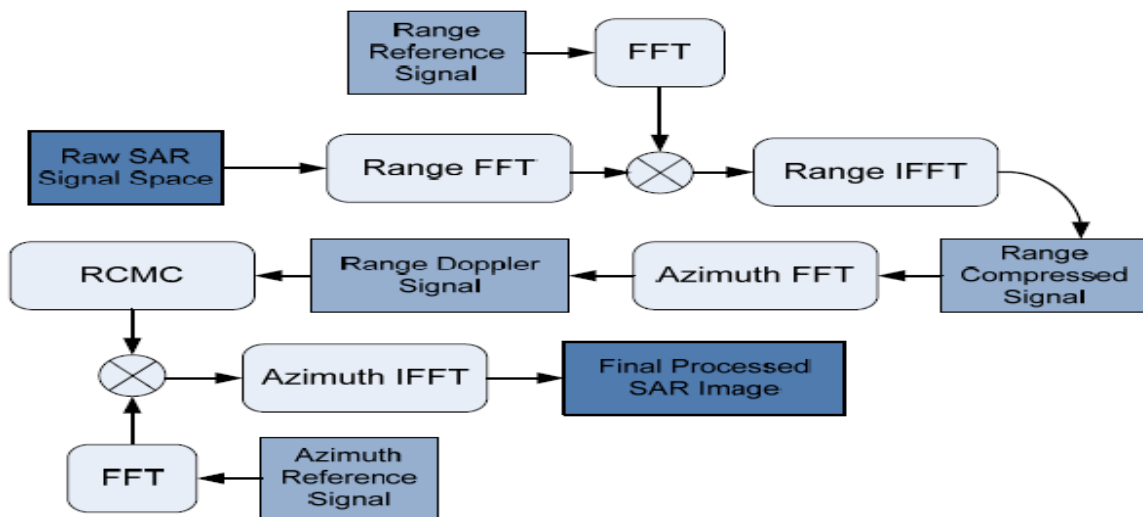 Range
Reference
Signal
FFT
Raw SAR
Signal Space
Range FFT
Range IFFT
RCMC
Range Doppler
Signal
Azimuth FFT
Range
Compressed
Signal
Azimuth IFFT
Final Processed
SAR Image
FFT
Azimuth
Reference
Signal